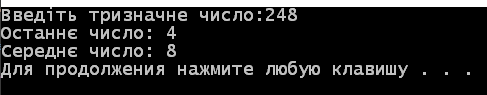 Введіть тризначне число:248
Останнє число: 4
Середнє число: 8
Для продолжения нажмите любую клавишу . . .